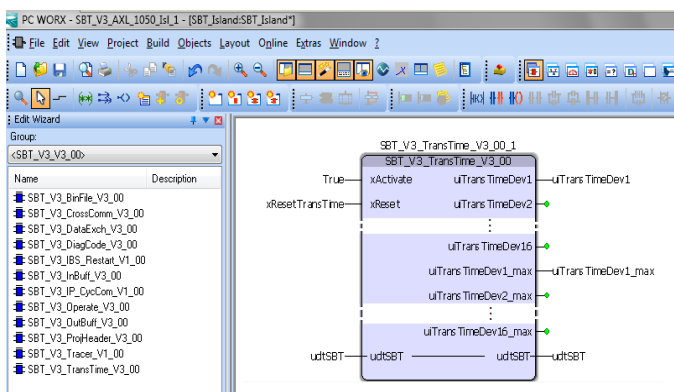 PC WORX - SBT_V3_AXL_1050_Isl_1 - [SBT_Island:SBT_Island*]
File Edit View Project Build Objects Layout Online Extras Window ?
Edit Wizard
Group:
<SBT_V3_V3_00>
Name Description
SBT_V3_BinFile_V3_00
SBT_V3_CrossComm_V3_00
SBT_V3_DataExch_V3_00
SBT_V3_DiagCode_V3_00
SBT_V3_IBS_Restart_V1_00
SBT_V3_InBuff_V3_00
SBT_V3_IP_CycCom_V1_00
SBT_V3_Operate_V3_00
SBT_V3_OutBuff_V3_00
SBT_V3_ProjHeader_V3_00
SBT_V3_Tracer_V1_00
SBT_V3_TransTime_V3_00
SBT_V3_TransTime_V3_00_1
SBT_V3_TransTime_V3_00
True xActivate uiTransTimeDev1 uiTransTimeDev1
xResetTransTime xReset uiTransTimeDev2
uiTransTimeDev16
uiTransTimeDev1_max uiTransTimeDev1_max
uiTransTimeDev2_max
uiTransTimeDev16_max
udtSBT udtSBT udtSBT udtSBT